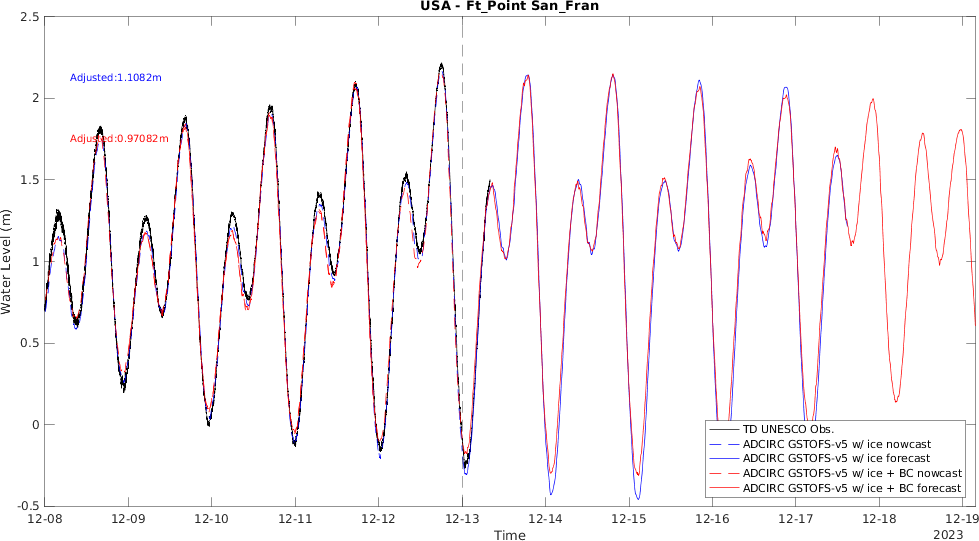 USA - Ft_Point San_Fran
2.5
2
1.5
1
0.5
0
-0.5
Water Level (m)
Adjusted:1.1082m
Adjusted:0.97082m
TD UNESCO Obs.
ADCIRC GSTOFS-v5 w/ ice nowcast
ADCIRC GSTOFS-v5 w/ ice forecast
ADCIRC GSTOFS-v5 w/ ice + BC nowcast
ADCIRC GSTOFS-v5 w/ ice + BC forecast
12-08 12-09 12-10 12-11 12-12 12-13 12-14 12-15 12-16 12-17 12-18 12-19
Time 2023